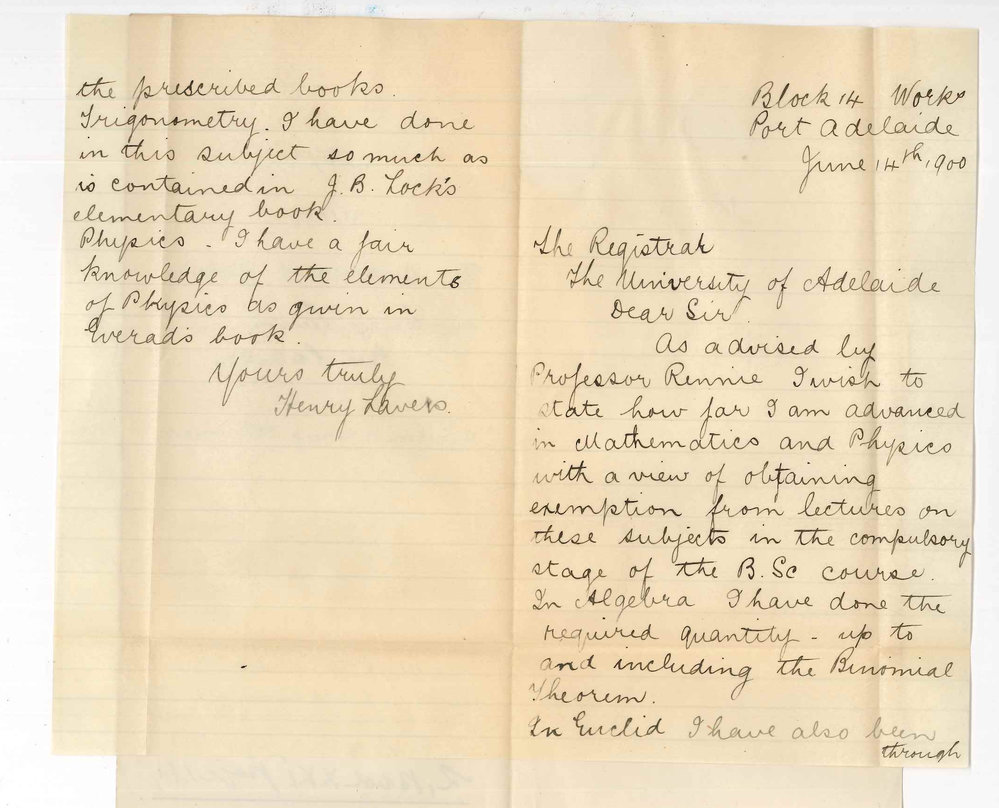 Block 14 Works
Port Adelaide
June 14th, 1900
The Registrar
The University of Adelaide
Dear Sir.
As advised by
Professor Rennie I wish to
state how far I am advanced
in Mathematics and Physics
with a view of obtaining
exemption from lectures on
these subjects in the compulsory
stage of the B.Sc course.
In Algebra I have done the
required quantity - up to
and including the Binomial
Theorem.
In Euclid I have also been
through
the prescribed books.
Trigonometry. I have done
in this subject so much as
is contained in J. B. Lock's
elementary book.
Physics - I have a fair
knowledge of the elements
of Physics as givin in
Everad's book.
Yours truly
Henry Lavers.